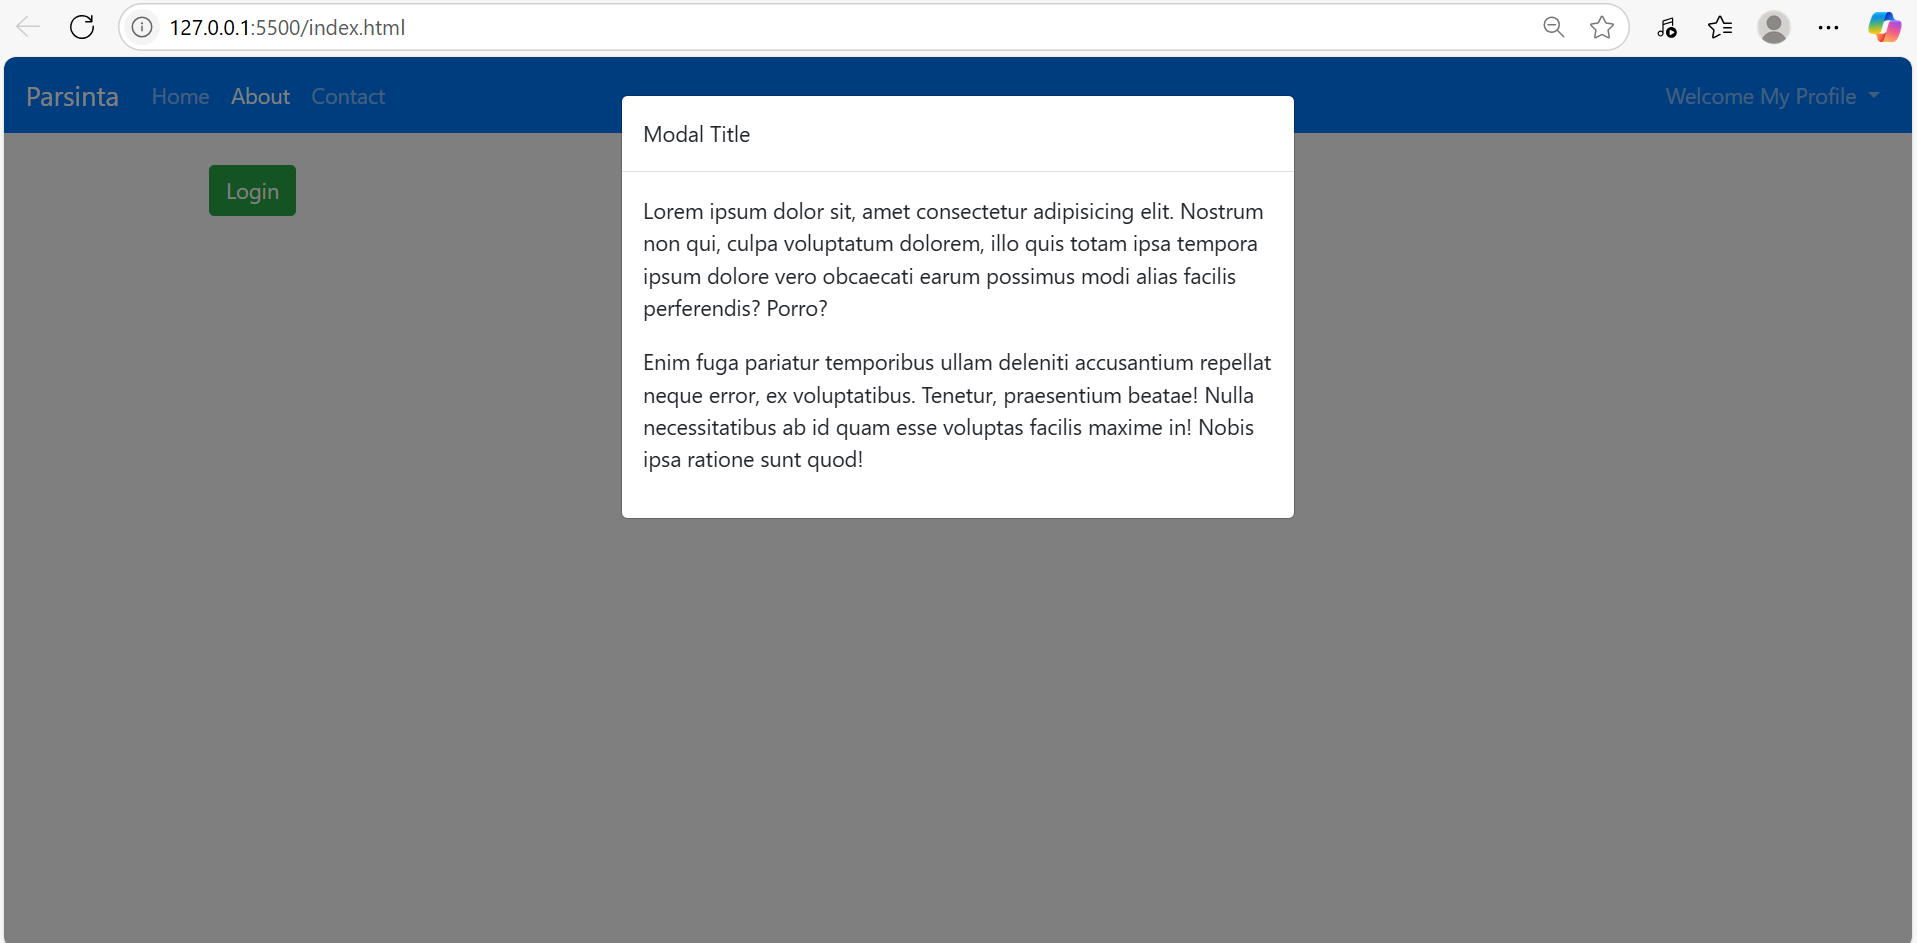 127.0.0.1:5500/index.html
Parsinta Home About Contact Welcome My Profile
Login
Modal Title
Lorem ipsum dolor sit, amet consectetur adipisicing elit. Nostrum
non qui, culpa voluptatum dolorem, illo quis totam ipsa tempora
ipsum dolore vero obcaecati earum possimus modi alias facilis
perferendis? Porro?
Enim fuga pariatur temporibus ullam deleniti accusantium repellat
neque error, ex voluptatibus. Tenetur, praesentium beatae! Nulla
necessitatibus ab id quam esse voluptas facilis maxime in! Nobis
ipsa ratione sunt quod!